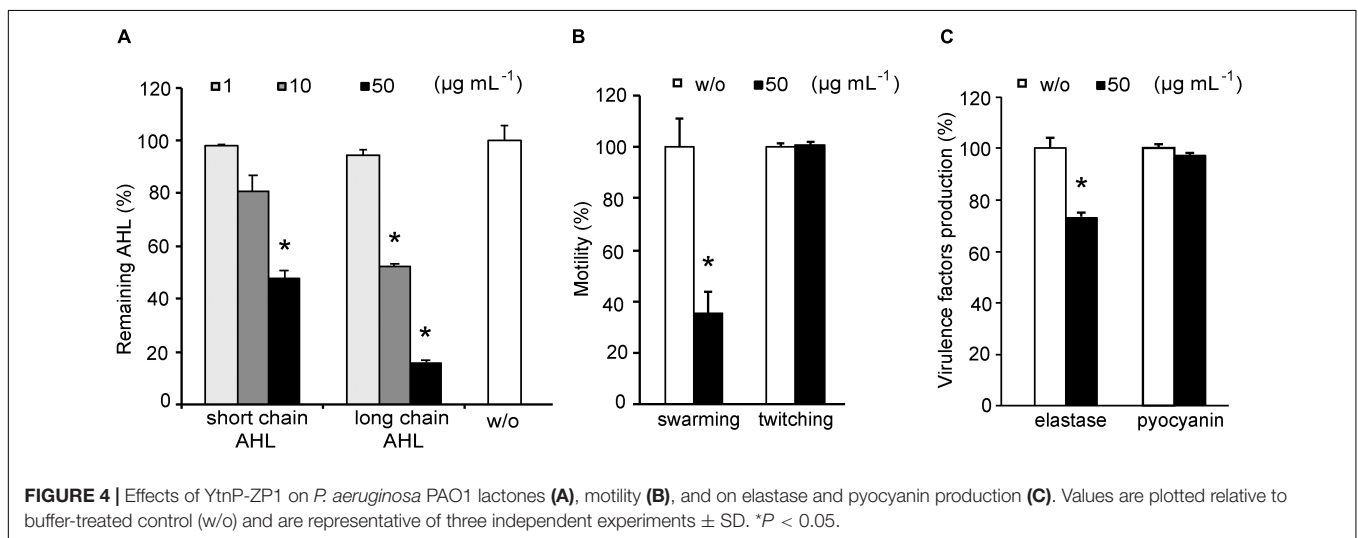 A
1 10 50 (µg mL⁻¹)
Remaining AHL (%)
120
100
80
60
40
20
0
*
*
*
short chain AHL
long chain AHL
w/o
B
w/o 50 (µg mL⁻¹)
Motility (%)
120
100
80
60
40
20
0
*
swarming twitching
C
w/o 50 (µg mL⁻¹)
Virulence factors production (%)
120
100
80
60
40
20
0
*
elastase pyocyanin
FIGURE 4 | Effects of YtnP-ZP1 on P. aeruginosa PAO1 lactones (A), motility (B), and on elastase and pyocyanin production (C). Values are plotted relative to
buffer-treated control (w/o) and are representative of three independent experiments ± SD. *P < 0.05.